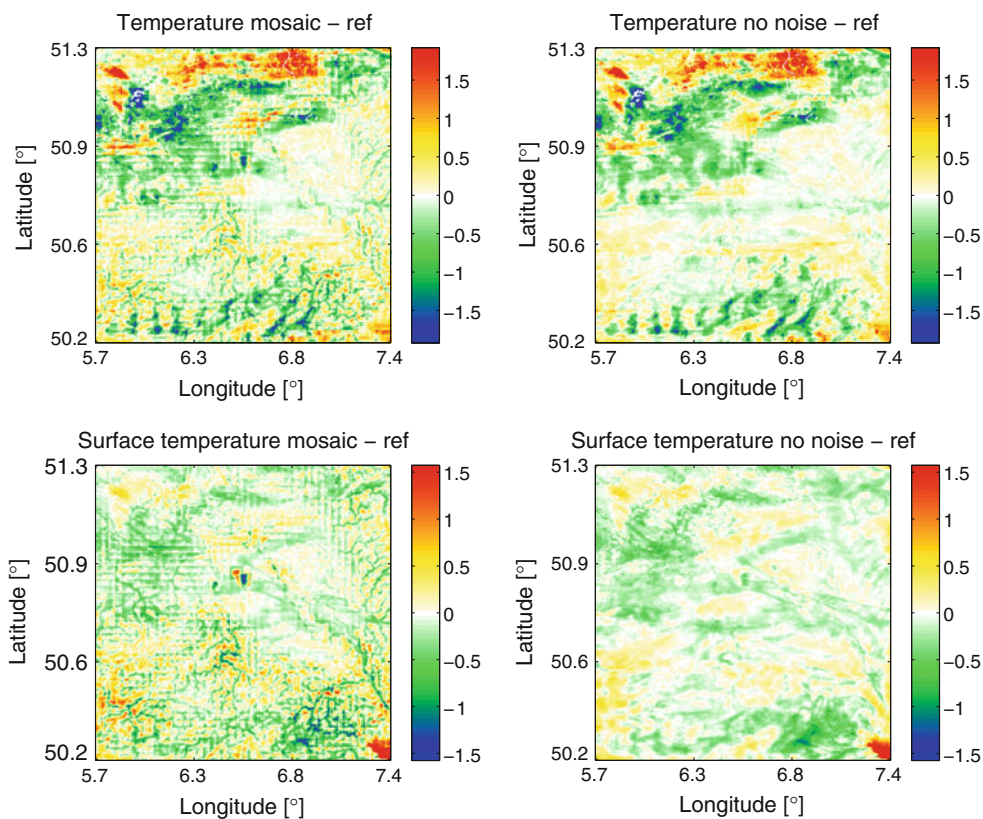 Temperature mosaic – ref
51.3
50.9
50.6
50.2
Latitude [°]
5.7 6.3 6.8 7.4
Longitude [°]
1.5
1
0.5
0
−0.5
−1
−1.5
Temperature no noise – ref
51.3
50.9
50.6
50.2
Latitude [°]
5.7 6.3 6.8 7.4
Longitude [°]
1.5
1
0.5
0
−0.5
−1
−1.5
Surface temperature mosaic – ref
51.3
50.9
50.6
50.2
Latitude [°]
5.7 6.3 6.8 7.4
Longitude [°]
1.5
1
0.5
0
−0.5
−1
−1.5
Surface temperature no noise – ref
51.3
50.9
50.6
50.2
Latitude [°]
5.7 6.3 6.8 7.4
Longitude [°]
1.5
1
0.5
0
−0.5
−1
−1.5